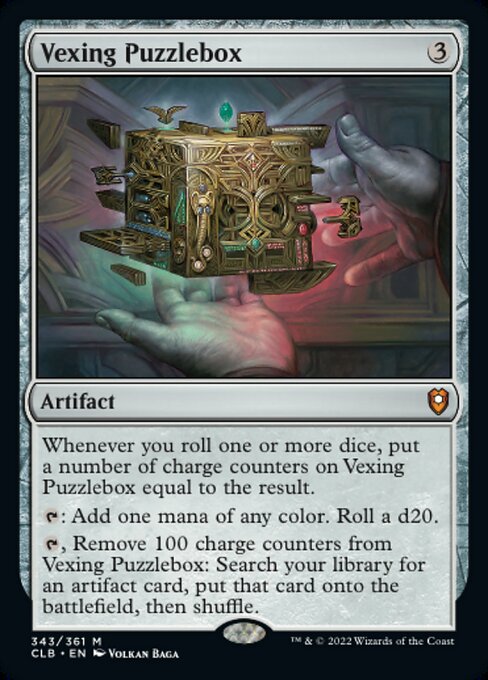 Vexing Puzzlebox 3
Artifact
Whenever you roll one or more dice, put
a number of charge counters on Vexing
Puzzlebox equal to the result.
: Add one mana of any color. Roll a d20.
, Remove 100 charge counters from
Vexing Puzzlebox: Search your library for
an artifact card, put that card onto the
battlefield, then shuffle.
343/361 M
CLB • EN Volkan Baga
™ & © 2022 Wizards of the Coast